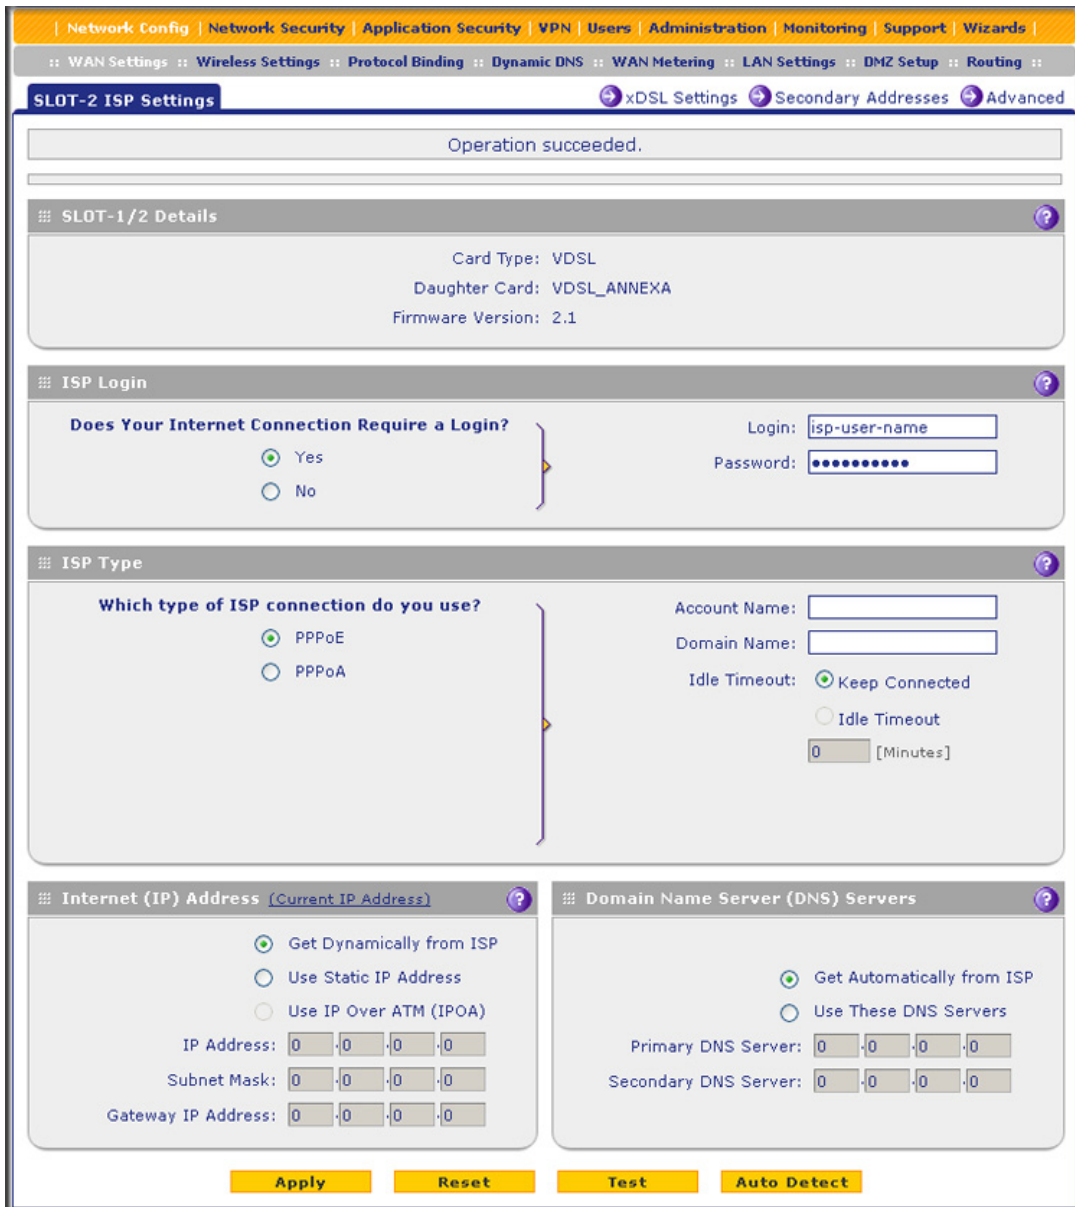 | Network Config | Network Security | Application Security | VPN | Users | Administration | Monitoring | Support | Wizards |
:: WAN Settings :: Wireless Settings :: Protocol Binding :: Dynamic DNS :: WAN Metering :: LAN Settings :: DMZ Setup :: Routing ::
SLOT-2 ISP Settings xDSL Settings Secondary Addresses Advanced
Operation succeeded.
SLOT-1/2 Details ?
Card Type: VDSL
Daughter Card: VDSL_ANNEXA
Firmware Version: 2.1
ISP Login ?
Does Your Internet Connection Require a Login?
Yes
No
Login: isp-user-name
Password: ••••••••••
ISP Type ?
Which type of ISP connection do you use?
PPPoE
PPPoA
Account Name:
Domain Name:
Idle Timeout: Keep Connected
Idle Timeout
0 [Minutes]
Internet (IP) Address (Current IP Address) ?
Get Dynamically from ISP
Use Static IP Address
Use IP Over ATM (IPOA)
IP Address: 0 .0 .0 .0
Subnet Mask: 0 .0 .0 .0
Gateway IP Address: 0 .0 .0 .0
Domain Name Server (DNS) Servers ?
Get Automatically from ISP
Use These DNS Servers
Primary DNS Server: 0 .0 .0 .0
Secondary DNS Server: 0 .0 .0 .0
Apply Reset Test Auto Detect